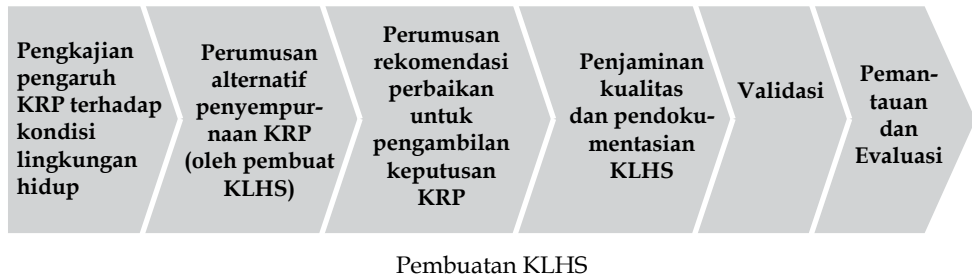 Pengkajian
pengaruh
KRP terhadap
kondisi
lingkungan
hidup
Perumusan
alternatif
penyempur-
naan KRP
(oleh pembuat
KLHS)
Perumusan
rekomendasi
perbaikan
untuk
pengambilan
keputusan
KRP
Penjaminan
kualitas
dan pendoku-
mentasian
KLHS
Validasi
Peman-
tauan
dan
Evaluasi
Pembuatan KLHS